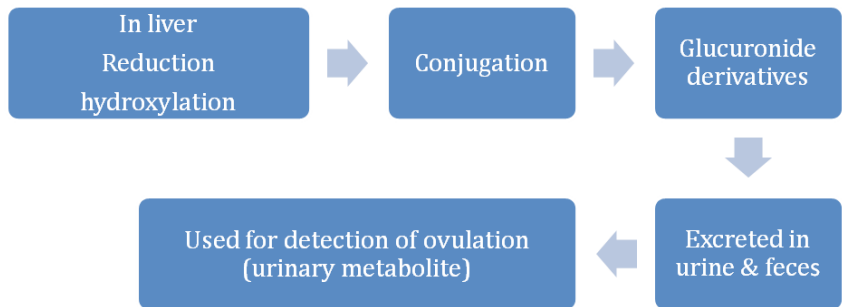 In liver
Reduction
hydroxylation
Conjugation
Glucuronide
derivatives
Excreted in
urine & feces
Used for detection of ovulation
(urinary metabolite)